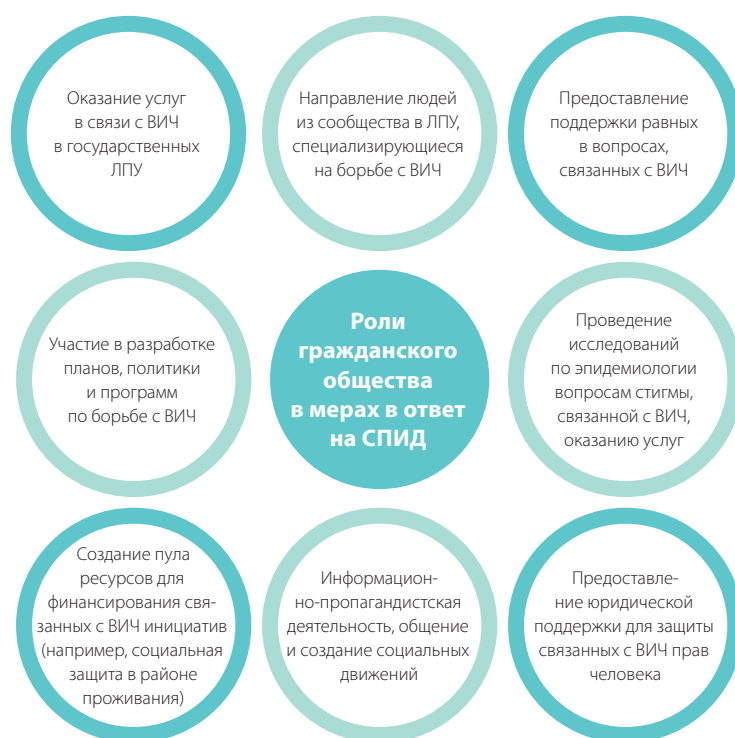 Оказание услуг
в связи с ВИЧ
в государственных
ЛПУ
Направление людей
из сообщества в ЛПУ,
специализирующиеся
на борьбе с ВИЧ
Предоставление
поддержки равных
в вопросах,
связанных с ВИЧ
Участие в разработке
планов, политики
и программ
по борьбе с ВИЧ
Роли
гражданского
общества
в мерах в ответ
на СПИД
Проведение
исследований
по эпидемиологии
вопросам стигмы,
связанной с ВИЧ,
оказанию услуг
Создание пула
ресурсов для
финансирования свя-
занных с ВИЧ инициатив
(например, социальная
защита в районе
проживания)
Информацион-
но-пропагандистская
деятельность, общение
и создание социальных
движений
Предоставле-
ние юридической
поддержки для защиты
связанных с ВИЧ прав
человека